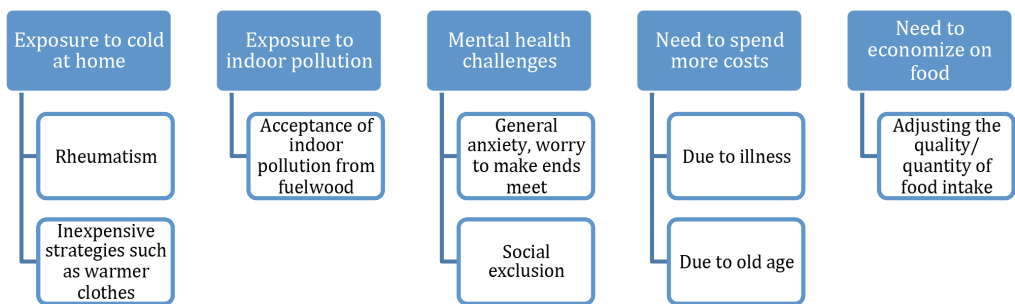 Exposure to cold
at home
Rheumatism
Inexpensive
strategies such
as warmer
clothes
Exposure to
indoor pollution
Acceptance of
indoor
pollution from
fuelwood
Mental health
challenges
General
anxiety, worry
to make ends
meet
Social
exclusion
Need to spend
more costs
Due to illness
Due to old age
Need to
economize on
food
Adjusting the
quality/
quantity of
food intake